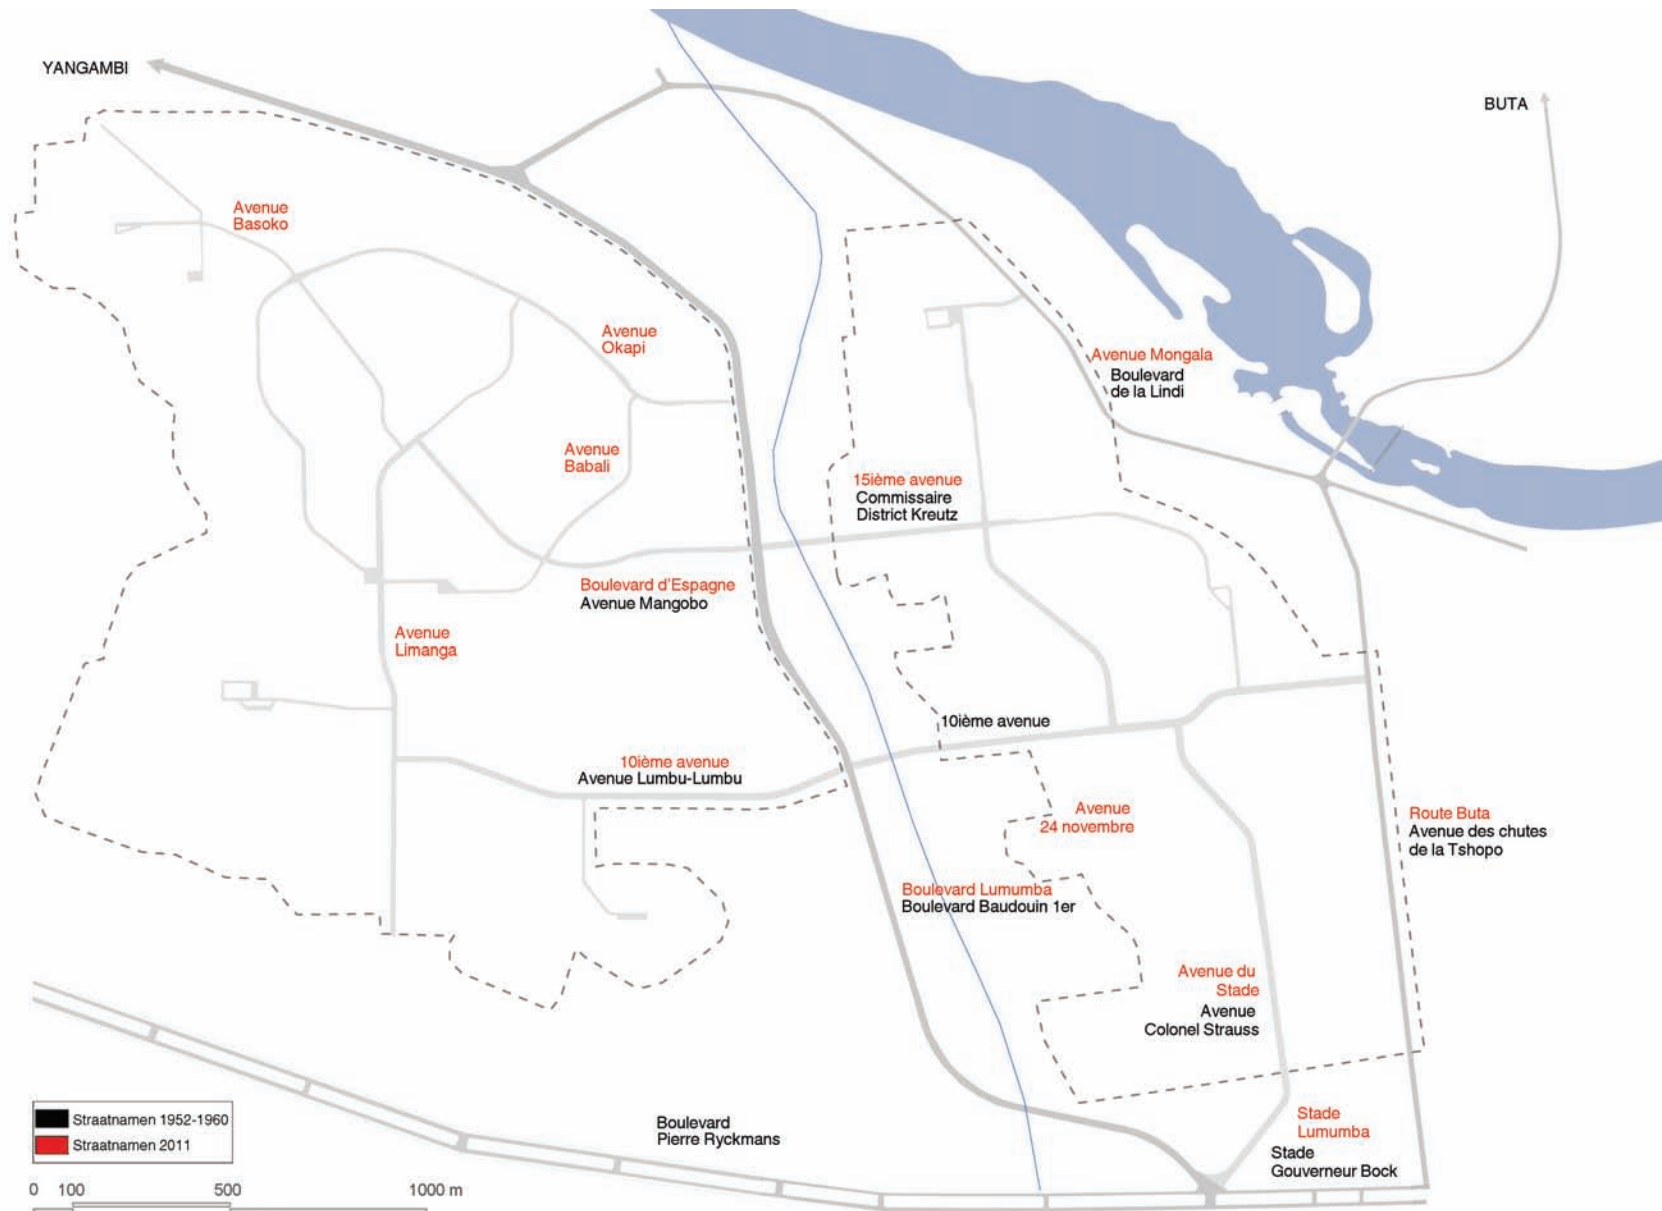 YANGAMBI
BUTA
Avenue
Basoko
Avenue
Okapi
Avenue Mongala
Boulevard
de la Lindi
Avenue
Babali
15ième avenue
Commissaire
District Kreutz
Boulevard d'Espagne
Avenue Mangobo
Avenue
Limanga
10ième avenue
10ième avenue
Avenue Lumbu-Lumbu
Avenue
24 novembre
Route Buta
Avenue des chutes
de la Tshopo
Boulevard Lumumba
Boulevard Baudouin 1er
Avenue du
Stade
Avenue
Colonel Strauss
Boulevard
Pierre Ryckmans
Stade
Lumumba
Stade
Gouverneur Bock
Straatnamen 1952-1960
Straatnamen 2011
0 100 500 1000 m